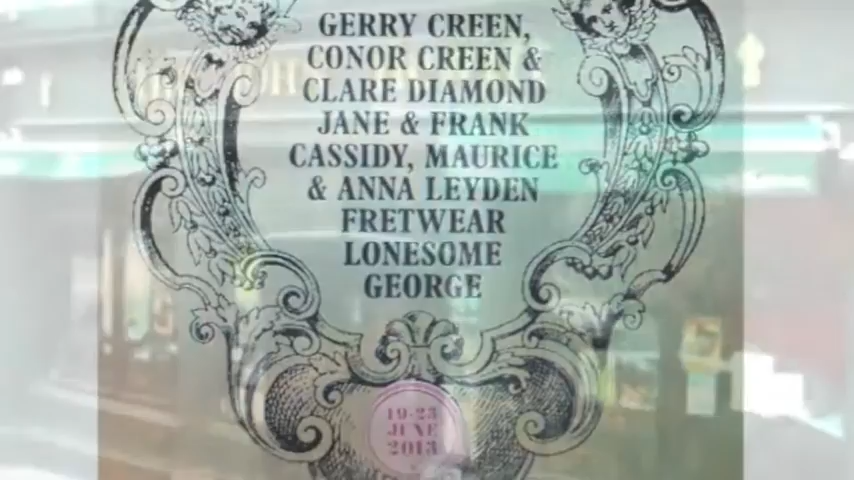 GERRY CREEN,
CONOR CREEN &
CLARE DIAMOND
JANE & FRANK
CASSIDY, MAURICE
& ANNA LEYDEN
FRETWEAR
LONESOME
GEORGE
19-23
JUNE
2013